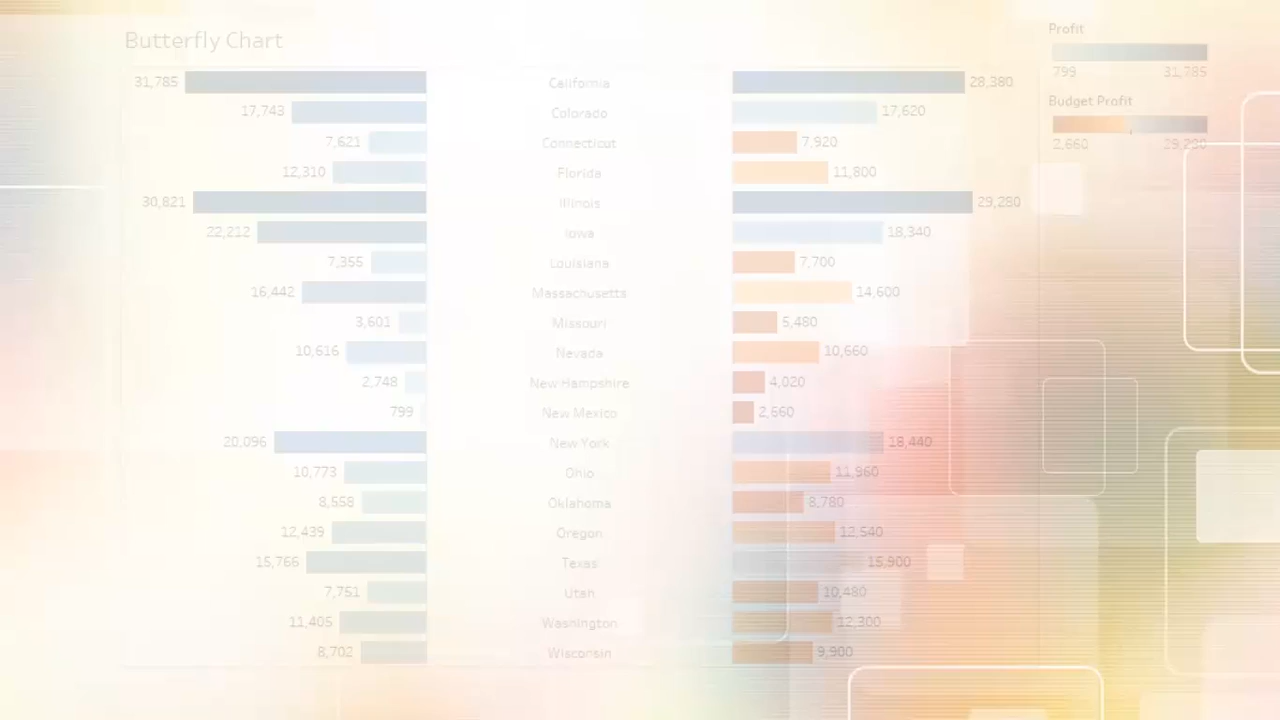 Butterfly Chart
31,785 California 28,380
17,743 Colorado 17,620
7,621 Connecticut 7,920
12,310 Florida 11,800
30,821 Illinois 29,280
22,212 Iowa 18,340
7,355 Louisiana 7,700
16,442 Massachusetts 14,600
3,601 Missouri 5,480
10,616 Nevada 10,660
2,748 New Hampshire 4,020
799 New Mexico 2,660
20,096 New York 18,440
10,773 Ohio 11,960
8,558 Oklahoma 8,780
12,439 Oregon 12,540
15,766 Texas 15,900
7,751 Utah 10,480
11,405 Washington 12,300
8,702 Wisconsin 9,900
Profit
799 31,785
Budget Profit
2,660 29,280